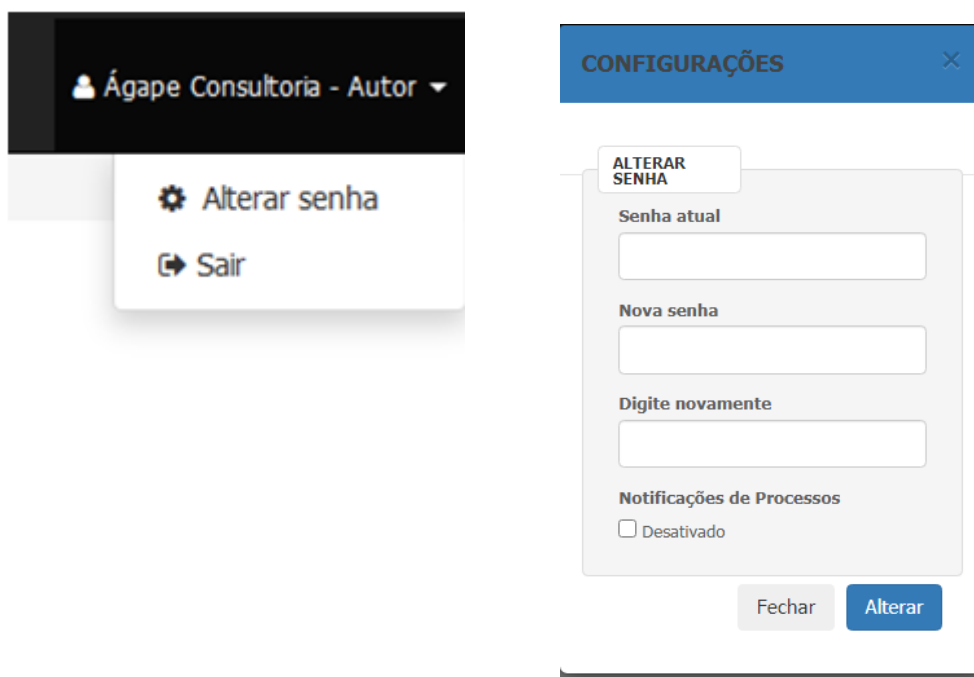 Ágape Consultoria - Autor
Alterar senha
Sair
CONFIGURAÇÕES
ALTERAR
SENHA
Senha atual
Nova senha
Digite novamente
Notificações de Processos
Desativado
Fechar
Alterar